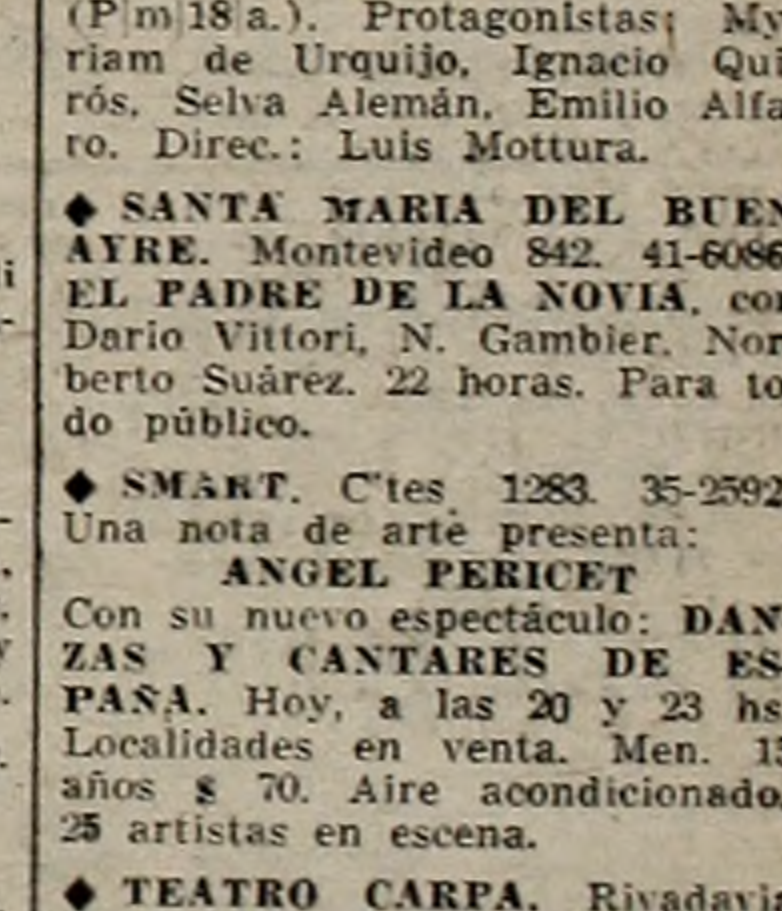 (P|m|18|a.). Protagonistas: My
riam de Urquijo, Ignacio Qui
rós, Selva Alemán, Emilio Alfa
ro. Direc.: Luis Mottura.
◆ SANTA MARIA DEL BUEN
AYRE. Montevideo 842. 41-6086
EL PADRE DE LA NOVIA, co
Dario Vittori, N. Gambier, Nor
berto Suárez. 22 horas. Para to
do público.
◆ SMART. C'tes. 1283. 35-2592
Una nota de arte presenta:
ANGEL PERICET
Con su nuevo espectáculo: DAN
ZAS Y CANTARES DE ES
PAÑA. Hoy, a las 20 y 23 hs
Localidades en venta. Men.
años $ 70. Aire acondicionado
25 artistas en escena.
◆ TEATRO CARPA. Rivadavia